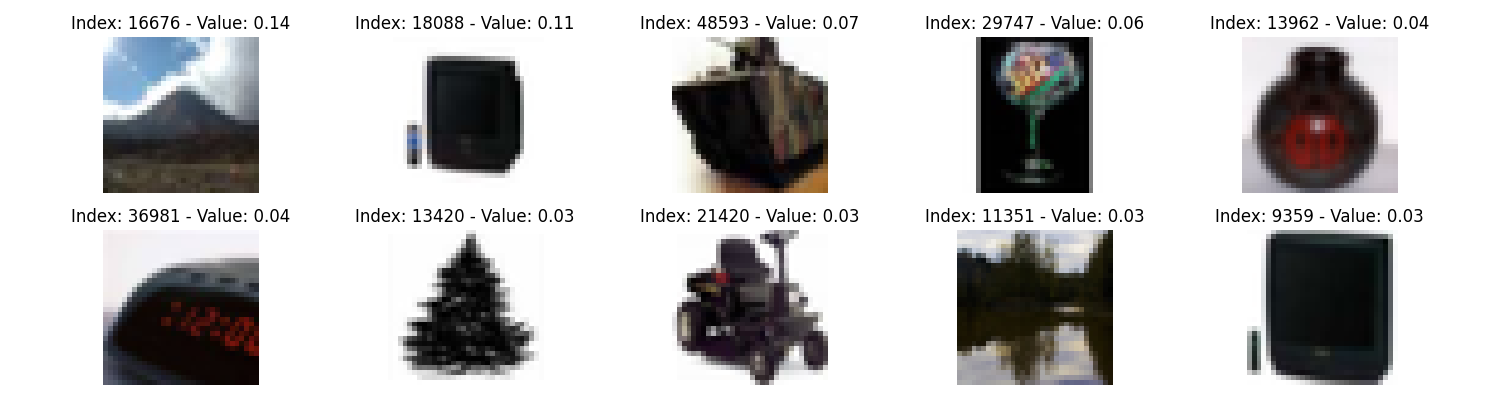 Index: 16676 - Value: 0.14
Index: 18088 - Value: 0.11
Index: 48593 - Value: 0.07
Index: 29747 - Value: 0.06
Index: 13962 - Value: 0.04
Index: 36981 - Value: 0.04
Index: 13420 - Value: 0.03
Index: 21420 - Value: 0.03
Index: 11351 - Value: 0.03
Index: 9359 - Value: 0.03